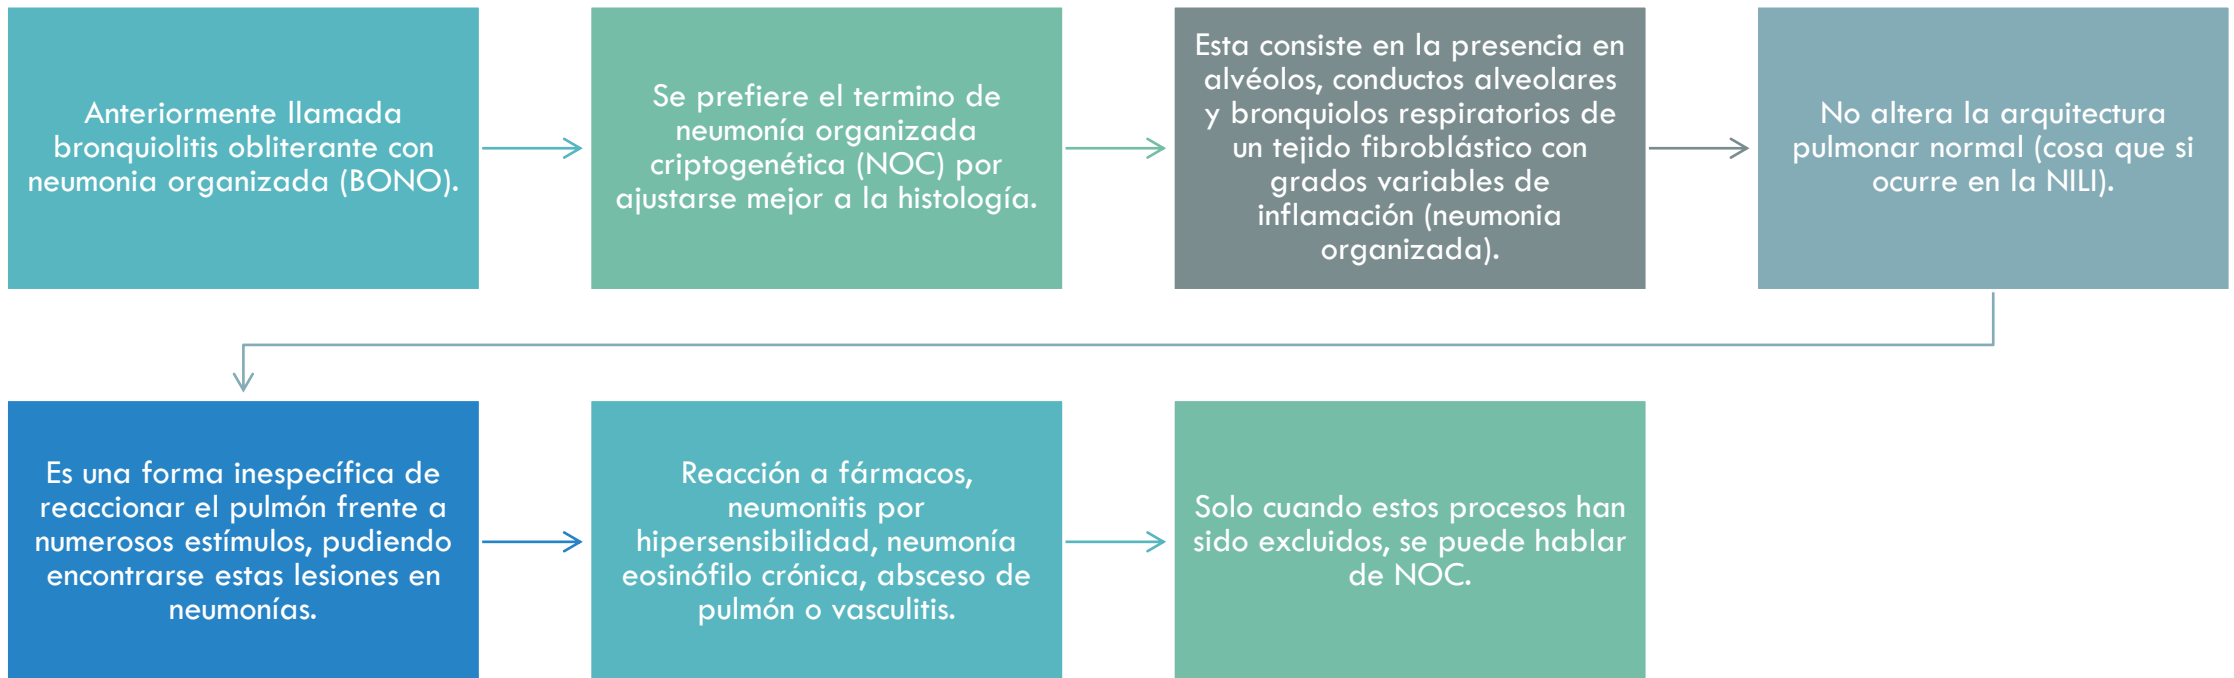 Anteriormente llamada
bronquiolitis obliterante con
neumonia organizada (BONO).
Se prefiere el termino de
neumonía organizada
criptogenética (NOC) por
ajustarse mejor a la histología.
Esta consiste en la presencia en
alvéolos, conductos alveolares
y bronquiolos respiratorios de
un tejido fibroblástico con
grados variables de
inflamación (neumonia
organizada).
No altera la arquitectura
pulmonar normal (cosa que si
ocurre en la NILI).
Es una forma inespecífica de
reaccionar el pulmón frente a
numerosos estímulos, pudiendo
encontrarse estas lesiones en
neumonías.
Reacción a fármacos,
neumonitis por
hipersensibilidad, neumonía
eosinófilo crónica, absceso de
pulmón o vasculitis.
Solo cuando estos procesos han
sido excluidos, se puede hablar
de NOC.